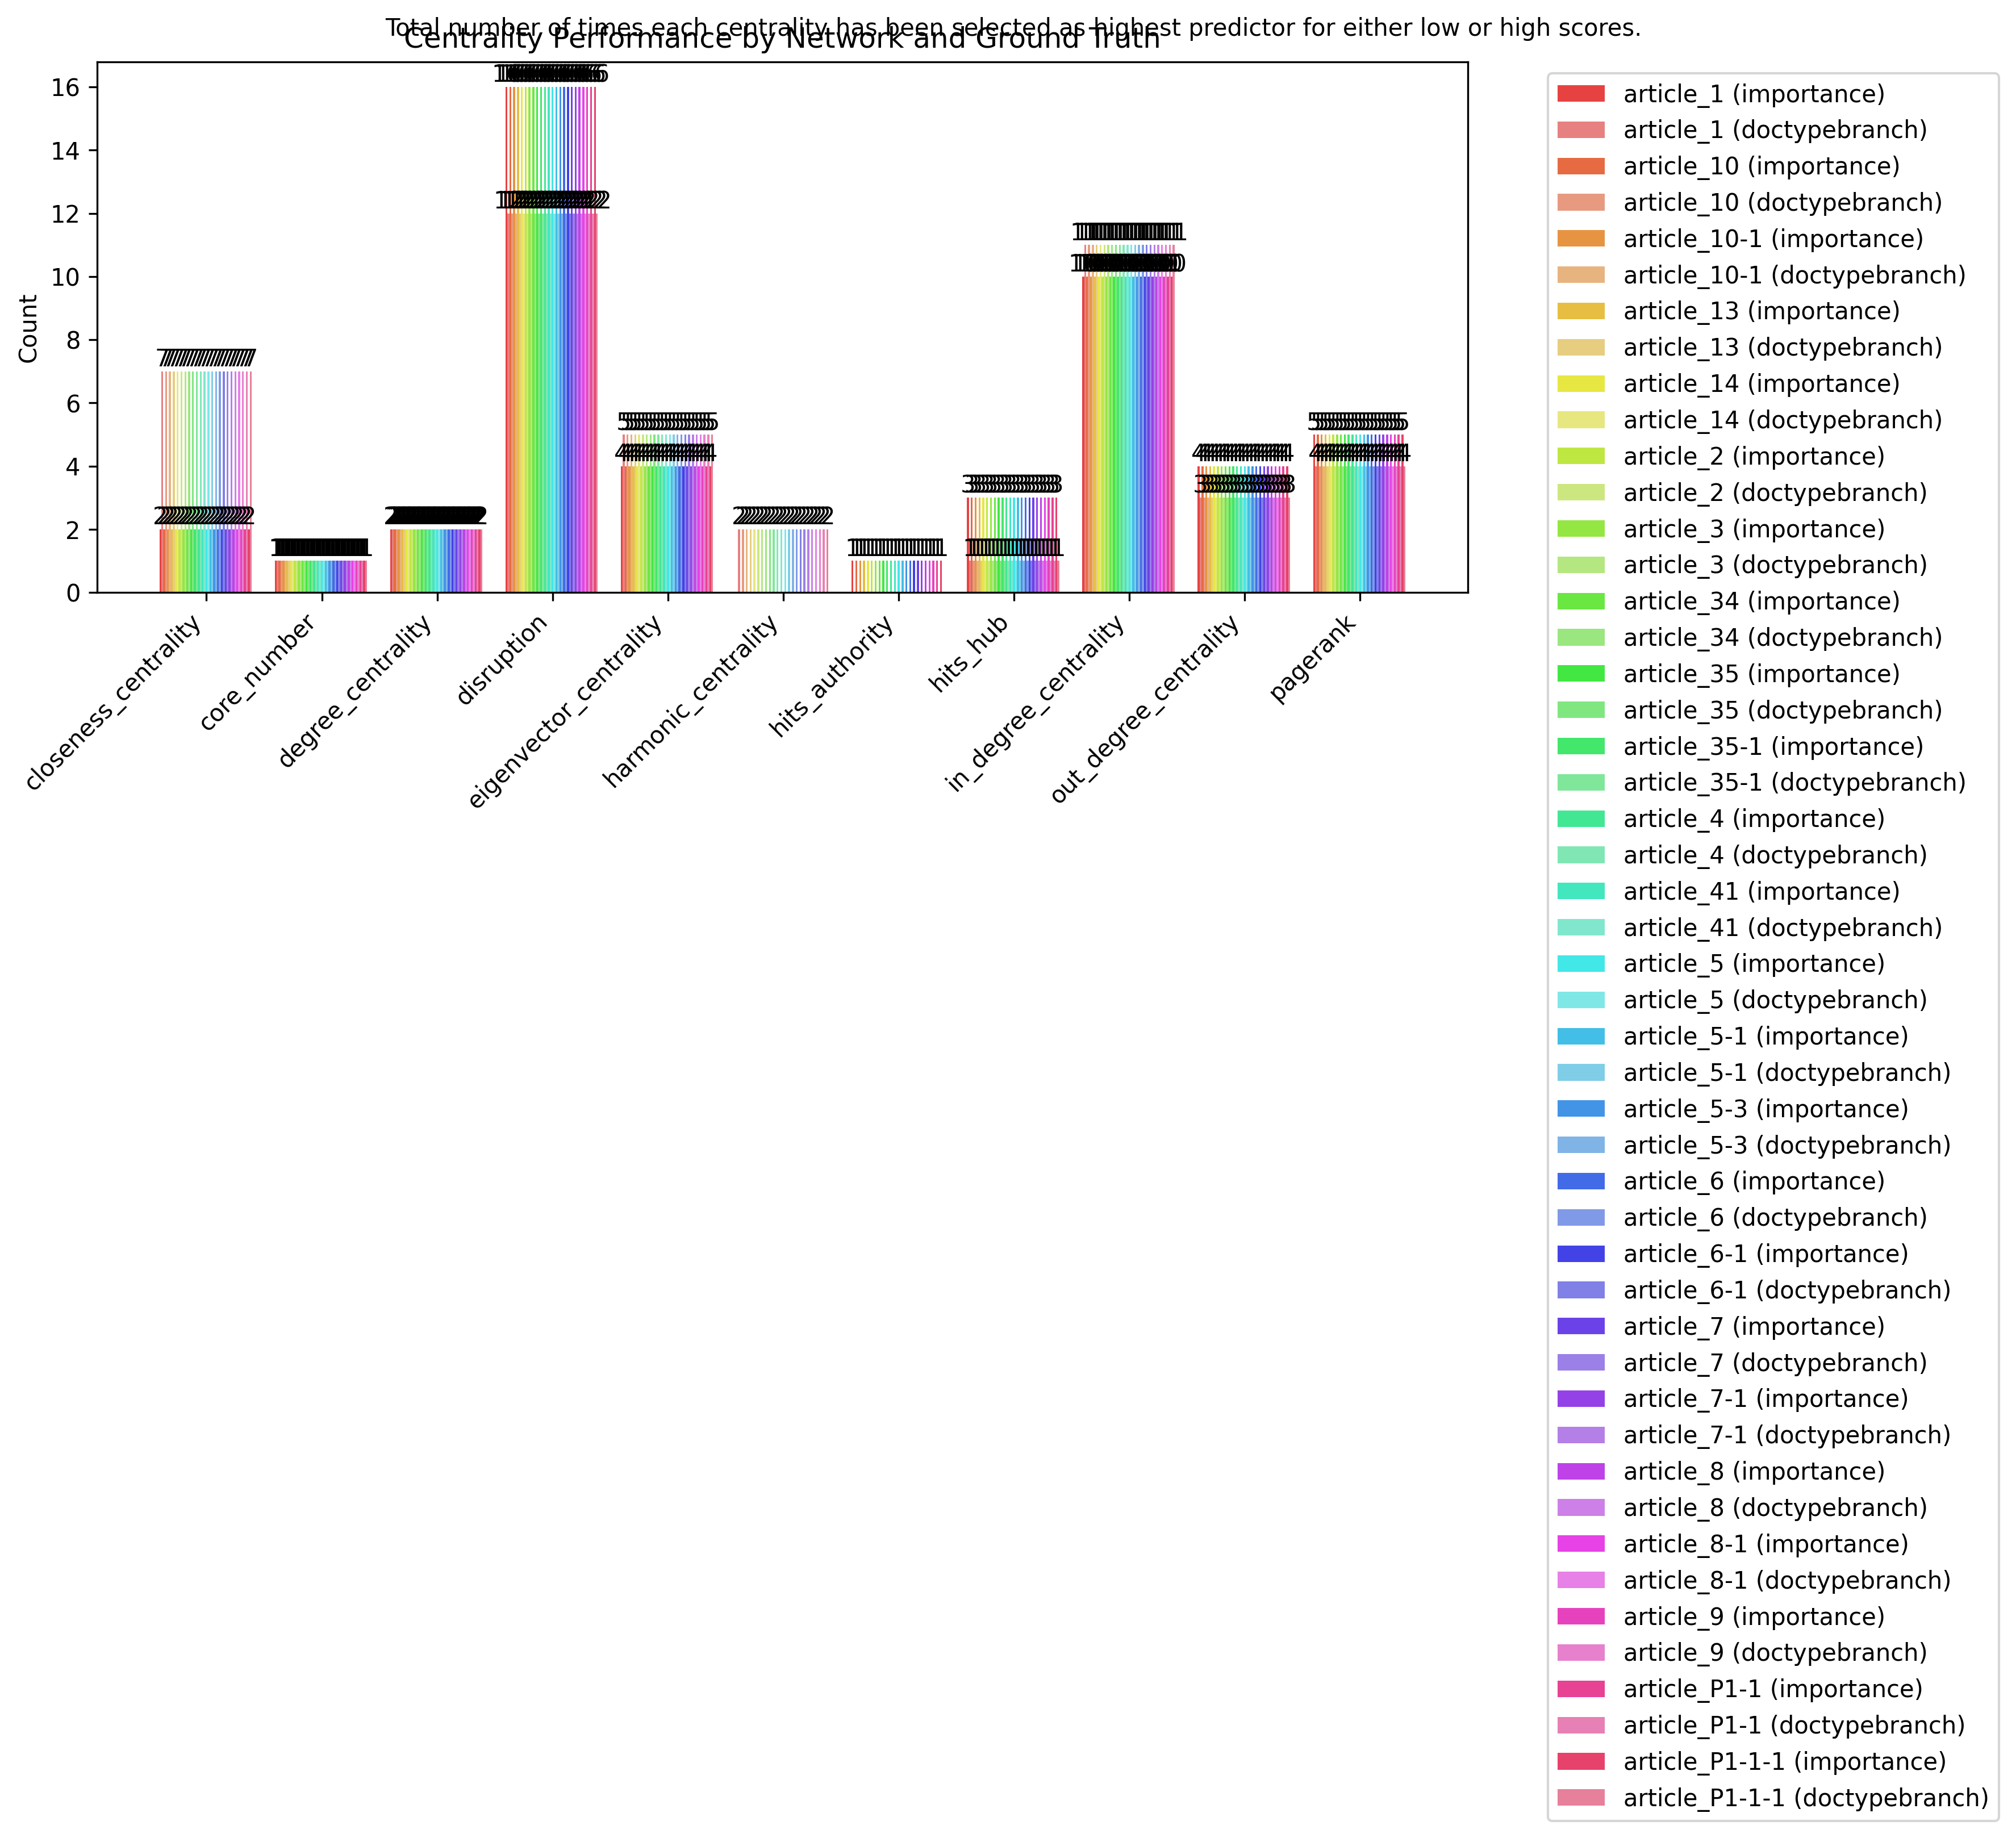 Total number of times each centrality has been selected as highest predictor for either low or high scores.
Centrality Performance by Network and Ground Truth
Count
16
14
12
10
8
6
4
2
0
closeness_centrality
core_number
degree_centrality
disruption
eigenvector_centrality
harmonic_centrality
hits_authority
hits_hub
in_degree_centrality
out_degree_centrality
pagerank
article_1 (importance)
article_1 (doctypebranch)
article_10 (importance)
article_10 (doctypebranch)
article_10-1 (importance)
article_10-1 (doctypebranch)
article_13 (importance)
article_13 (doctypebranch)
article_14 (importance)
article_14 (doctypebranch)
article_2 (importance)
article_2 (doctypebranch)
article_3 (importance)
article_3 (doctypebranch)
article_34 (importance)
article_34 (doctypebranch)
article_35 (importance)
article_35 (doctypebranch)
article_35-1 (importance)
article_35-1 (doctypebranch)
article_4 (importance)
article_4 (doctypebranch)
article_41 (importance)
article_41 (doctypebranch)
article_5 (importance)
article_5 (doctypebranch)
article_5-1 (importance)
article_5-1 (doctypebranch)
article_5-3 (importance)
article_5-3 (doctypebranch)
article_6 (importance)
article_6 (doctypebranch)
article_6-1 (importance)
article_6-1 (doctypebranch)
article_7 (importance)
article_7 (doctypebranch)
article_7-1 (importance)
article_7-1 (doctypebranch)
article_8 (importance)
article_8 (doctypebranch)
article_8-1 (importance)
article_8-1 (doctypebranch)
article_9 (importance)
article_9 (doctypebranch)
article_P1-1 (importance)
article_P1-1 (doctypebranch)
article_P1-1-1 (importance)
article_P1-1-1 (doctypebranch)